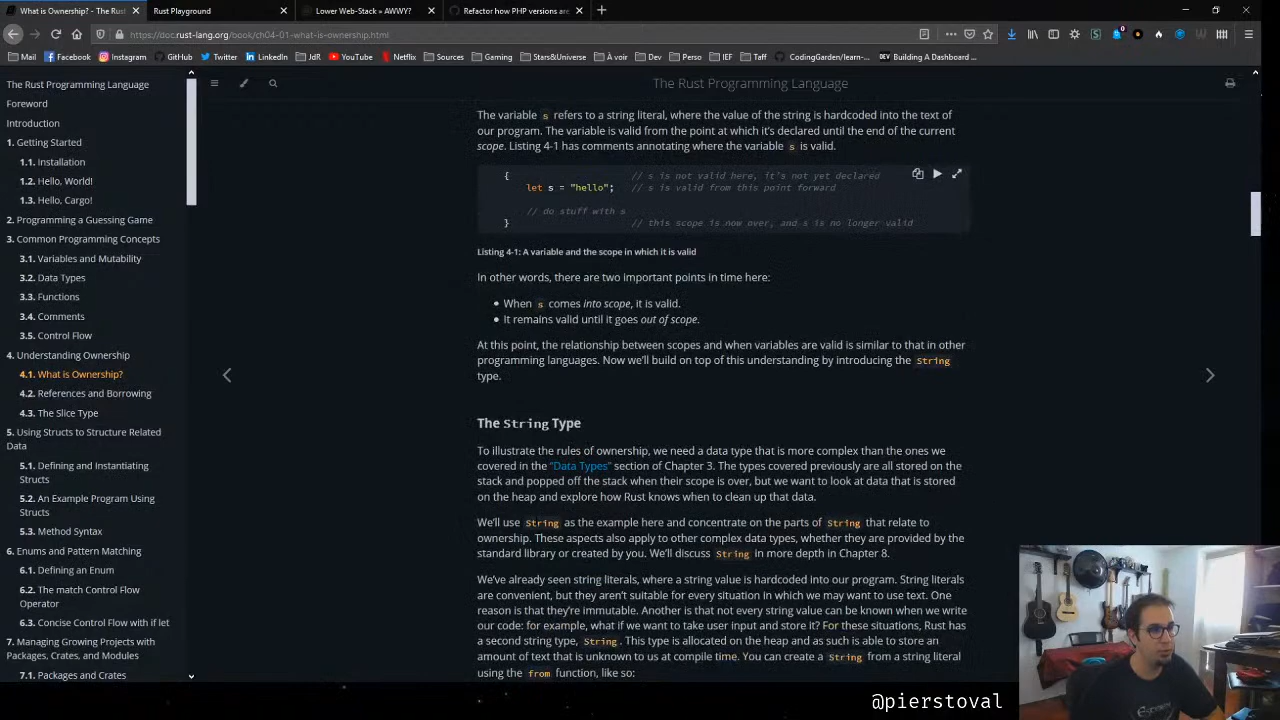 What is Ownership? - The Rust
Rust Playground
Lower Web-Stack » AWWY?
Refactor how PHP versions are
https://doc.rust-lang.org/book/ch04-01-what-is-ownership.html
Mail Facebook Instagram GitHub Twitter LinkedIn JdR YouTube Netflix Sources Gaming Stars&Universe À voir Dev Perso IEF Taff CodingGarden/learn-... Building A Dashboard ...
The Rust Programming Language
Foreword
Introduction
1. Getting Started
1.1. Installation
1.2. Hello, World!
1.3. Hello, Cargo!
2. Programming a Guessing Game
3. Common Programming Concepts
3.1. Variables and Mutability
3.2. Data Types
3.3. Functions
3.4. Comments
3.5. Control Flow
4. Understanding Ownership
4.1. What is Ownership?
4.2. References and Borrowing
4.3. The Slice Type
5. Using Structs to Structure Related
Data
5.1. Defining and Instantiating
Structs
5.2. An Example Program Using
Structs
5.3. Method Syntax
6. Enums and Pattern Matching
6.1. Defining an Enum
6.2. The match Control Flow
Operator
6.3. Concise Control Flow with if let
7. Managing Growing Projects with
Packages, Crates, and Modules
7.1. Packages and Crates
The Rust Programming Language
The variable s refers to a string literal, where the value of the string is hardcoded into the text of
our program. The variable is valid from the point at which it's declared until the end of the current
scope. Listing 4-1 has comments annotating where the variable s is valid.
{ // s is not valid here, it's not yet declared
let s = "hello"; // s is valid from this point forward
// do stuff with s
} // this scope is now over, and s is no longer valid
Listing 4-1: A variable and the scope in which it is valid
In other words, there are two important points in time here:
• When s comes into scope, it is valid.
• It remains valid until it goes out of scope.
At this point, the relationship between scopes and when variables are valid is similar to that in other
programming languages. Now we'll build on top of this understanding by introducing the String
type.
The String Type
To illustrate the rules of ownership, we need a data type that is more complex than the ones we
covered in the "Data Types" section of Chapter 3. The types covered previously are all stored on the
stack and popped off the stack when their scope is over, but we want to look at data that is stored
on the heap and explore how Rust knows when to clean up that data.
We'll use String as the example here and concentrate on the parts of String that relate to
ownership. These aspects also apply to other complex data types, whether they are provided by the
standard library or created by you. We'll discuss String in more depth in Chapter 8.
We've already seen string literals, where a string value is hardcoded into our program. String literals
are convenient, but they aren't suitable for every situation in which we may want to use text. One
reason is that they're immutable. Another is that not every string value can be known when we write
our code: for example, what if we want to take user input and store it? For these situations, Rust has
a second string type, String. This type is allocated on the heap and as such is able to store an
amount of text that is unknown to us at compile time. You can create a String from a string literal
using the from function, like so:
@pierstoval